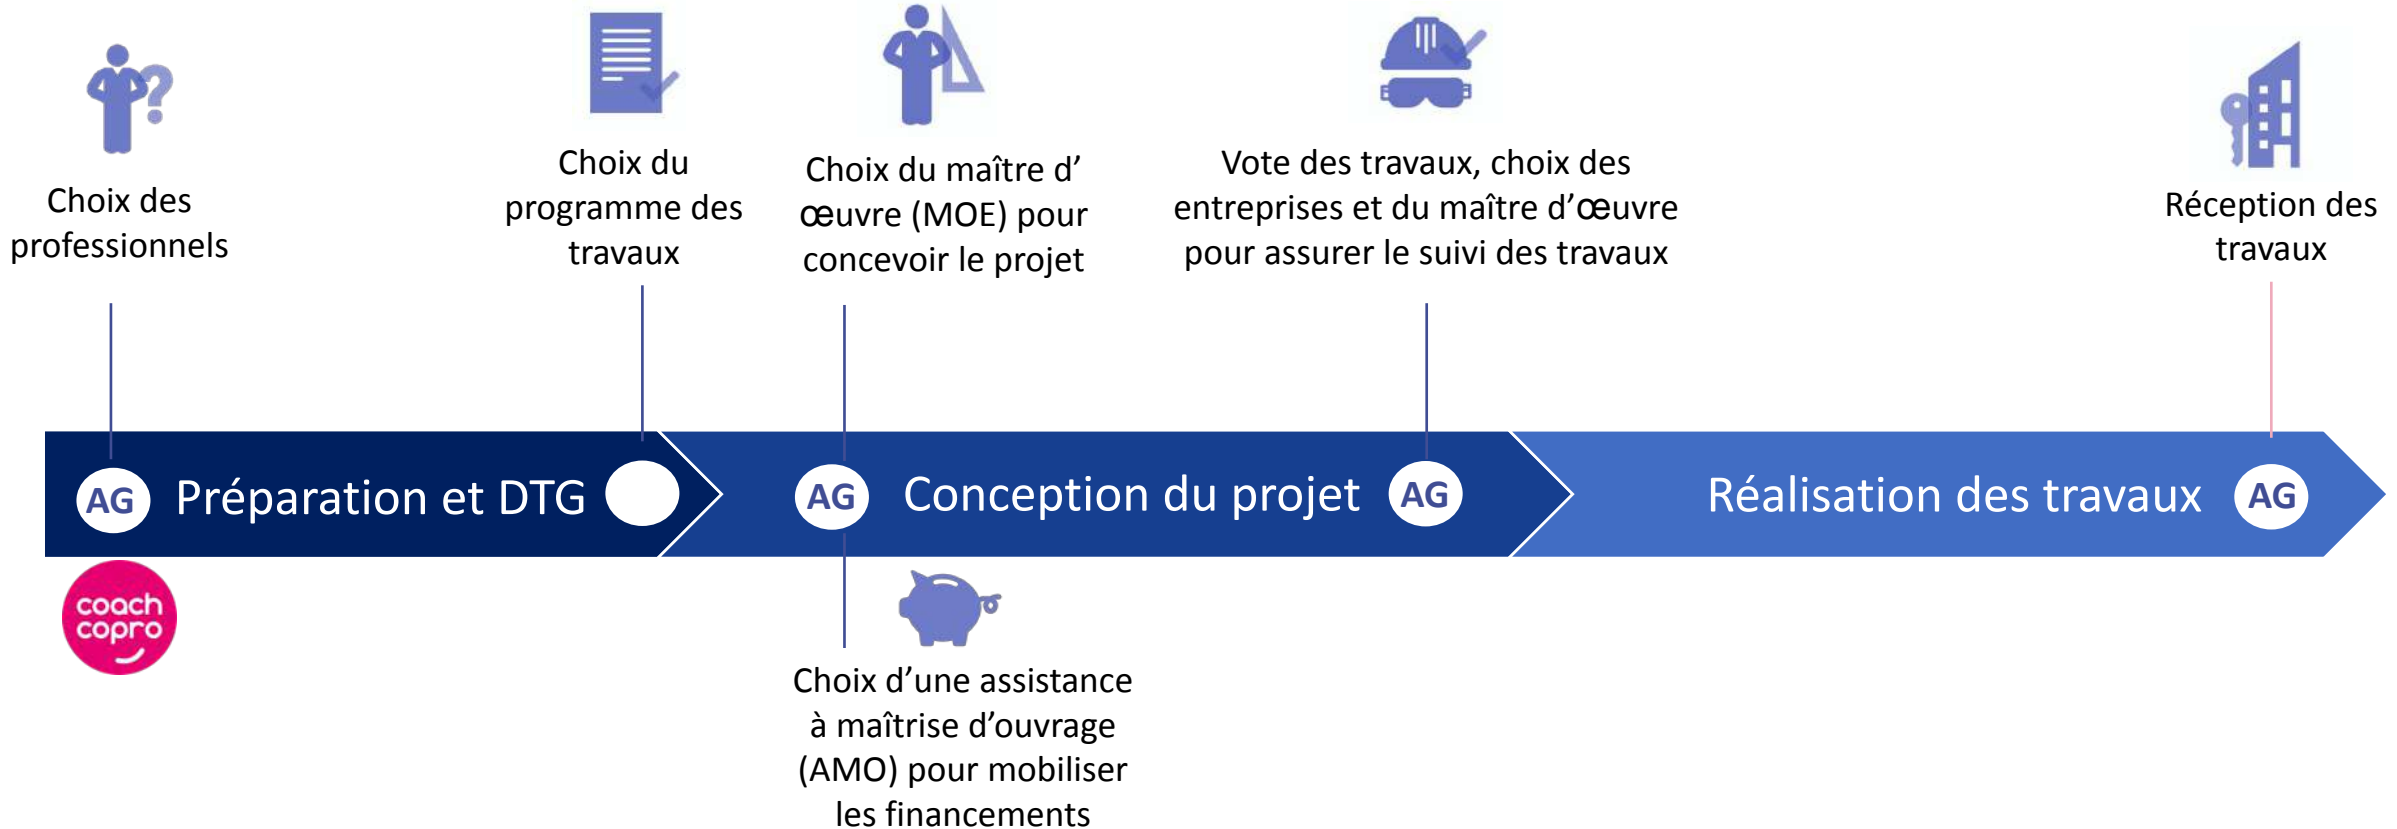 Choix des
professionnels
Choix du
programme des
travaux
Choix du maître d’
œuvre (MOE) pour
concevoir le projet
Vote des travaux, choix des
entreprises et du maître d’œuvre
pour assurer le suivi des travaux
Réception des
travaux
AG
Préparation et DTG
AG
Conception du projet
AG
Réalisation des travaux
AG
coach
copro
Choix d’une assistance
à maîtrise d’ouvrage
(AMO) pour mobiliser
les financements